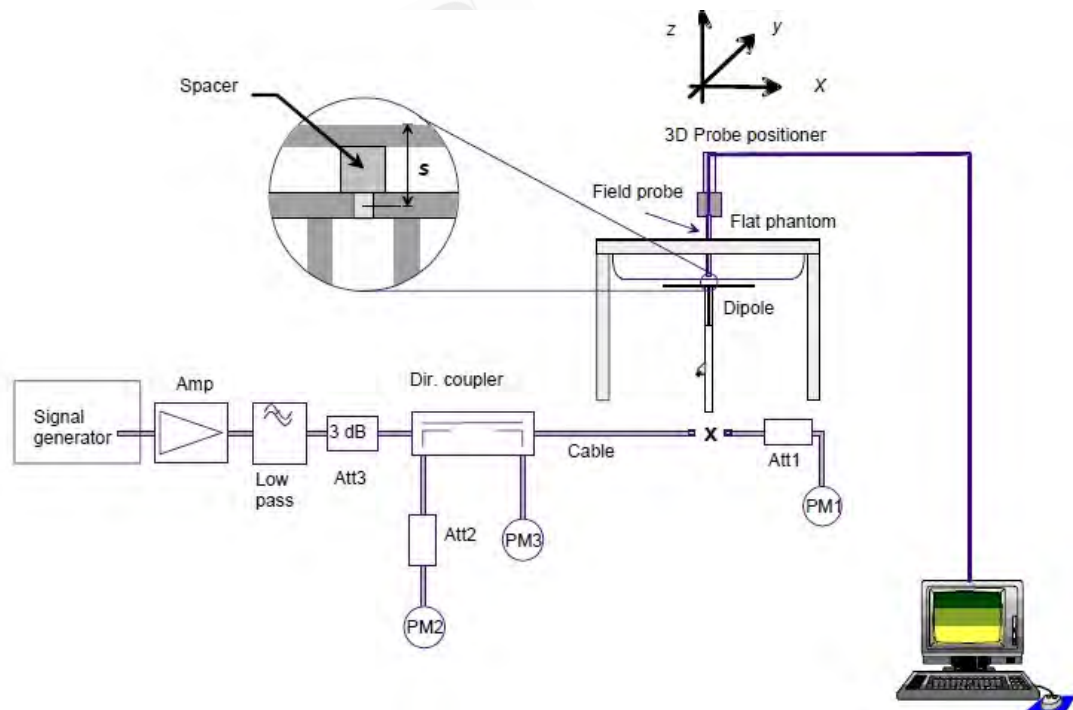 z
y
X
Spacer
s
3D Probe positioner
Field probe
Flat phantom
Dipole
Dir. coupler
Amp
Signal
generator
3 dB
Cable
x
Att1
Low
pass
Att3
Att2
PM3
PM1
PM2